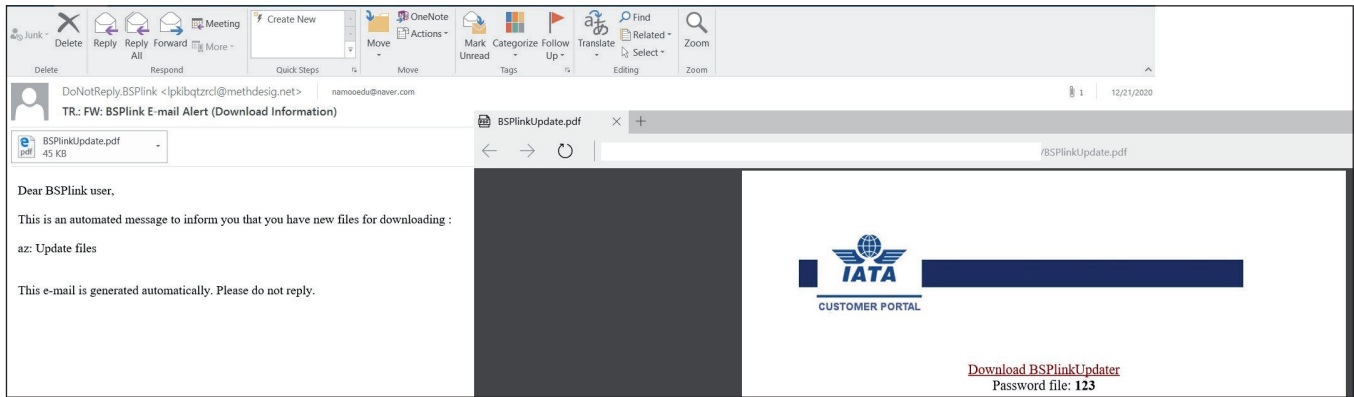 Junk
Delete
Reply
Reply All
Forward
Meeting
More
Create New
Move
OneNote
Actions
Mark Unread
Categorize
Follow Up
Translate
Find
Related
Select
Zoom
Delete
Respond
Quick Steps
Move
Tags
Editing
Zoom
DoNotReply.BSPlink <lpkibqtzrcl@methdesig.net>
namooedu@naver.com
1
12/21/2020
TR.: FW: BSPlink E-mail Alert (Download Information)
BSPlinkUpdate.pdf
45 KB
pdf
Dear BSPlink user,
This is an automated message to inform you that you have new files for downloading :
az: Update files
This e-mail is generated automatically. Please do not reply.
BSPlinkUpdate.pdf
/BSPlinkUpdate.pdf
IATA
CUSTOMER PORTAL
Download BSPlinkUpdater
Password file: 123